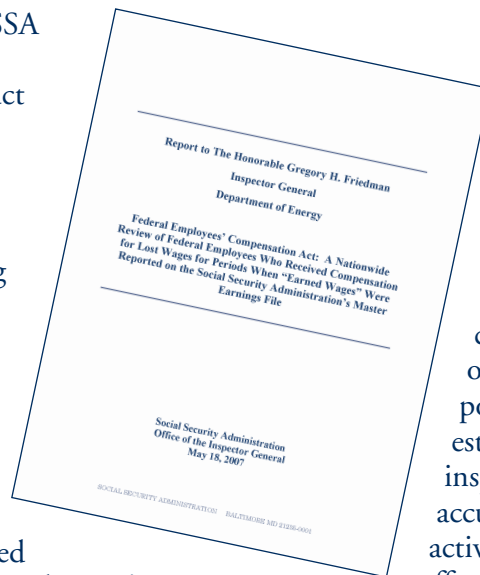 SSA
Report to The Honorable Gregory H. Friedman
Inspector General
Department of Energy
Federal Employees' Compensation Act: A Nationwide
Review of Federal Employees Who Received Compensation
for Lost Wages for Periods When "Earned Wages" Were
Reported on the Social Security Administration's Master
Earnings File
Social Security Administration
Office of the Inspector General
May 18, 2007
SOCIAL SECURITY ADMINISTRATION BALTIMORE MD 21235-0001